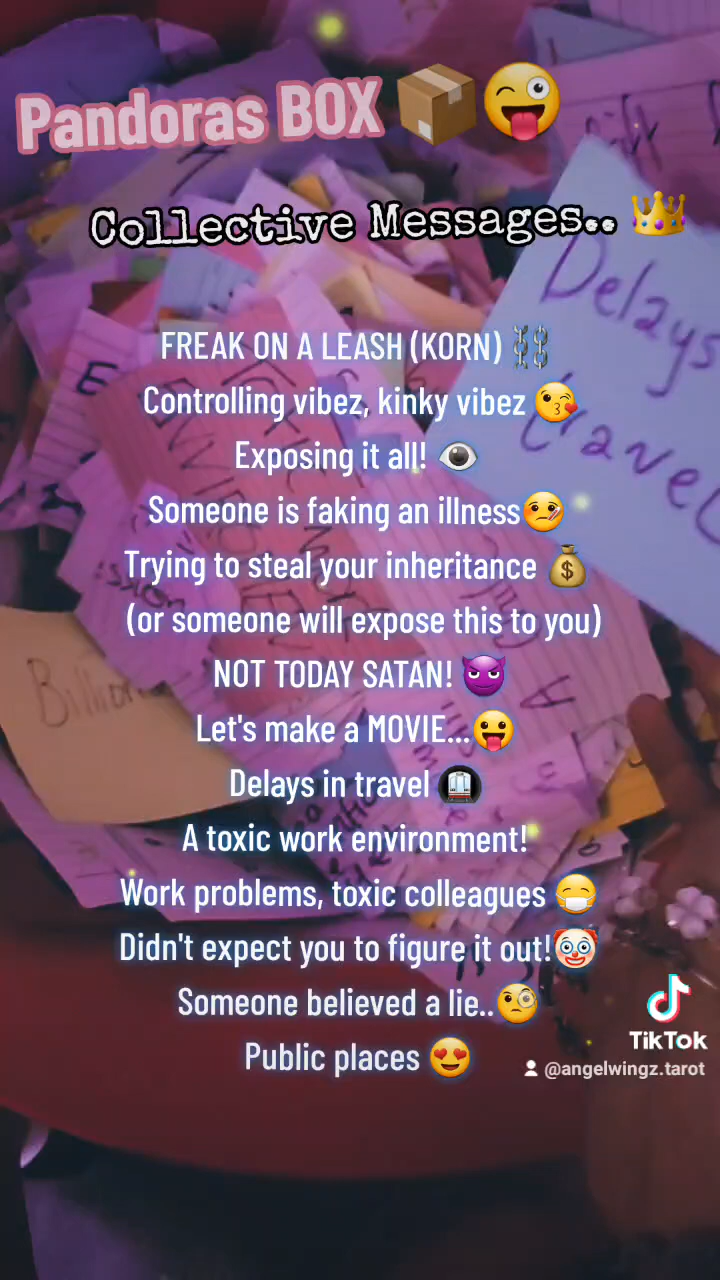 Pandoras BOX 📦😜
Collective Messages.. 👑
FREAK ON A LEASH (KORN) ⛓️
Controlling vibez, kinky vibez 😘
Exposing it all! 👁️
Someone is faking an illness🤒
Trying to steal your inheritance 💰
(or someone will expose this to you)
NOT TODAY SATAN! 😈
Let's make a MOVIE...😛
Delays in travel 🚇
A toxic work environment!
Work problems, toxic colleagues 😷
Didn't expect you to figure it out!🤡
Someone believed a lie..🧐
Public places 😍
Delays
travel
TikTok
@angelwingz.tarot